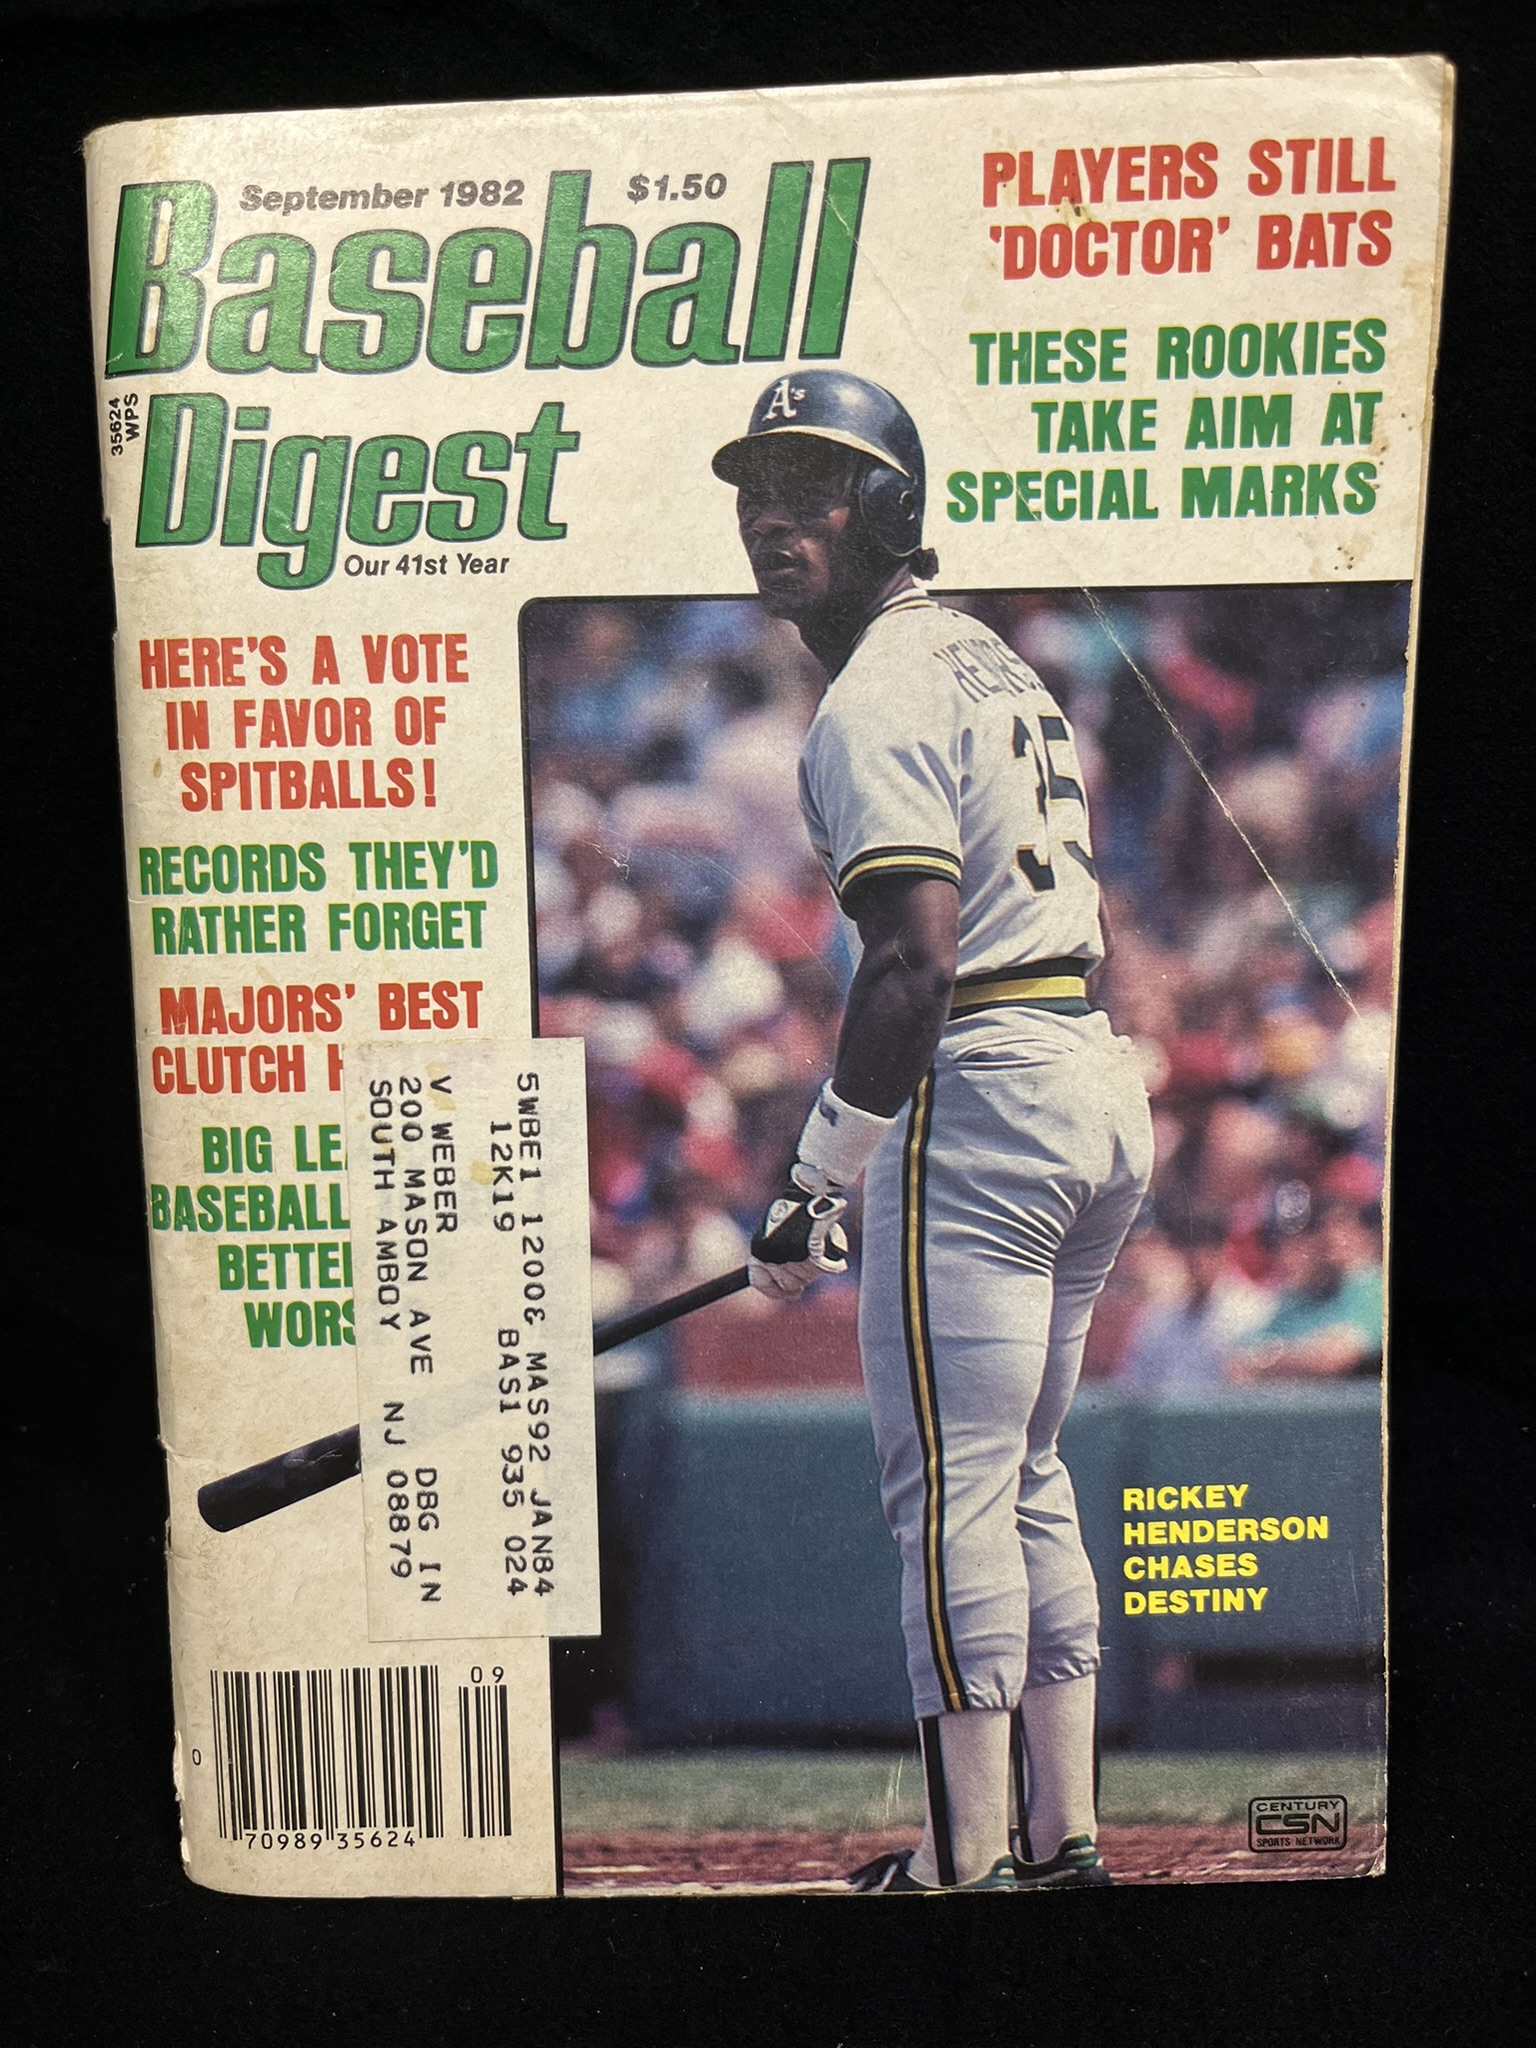 September 1982 $1.50
Baseball
Digest
35624
WPS
Our 41st Year
PLAYERS STILL
'DOCTOR' BATS
THESE ROOKIES
TAKE AIM AT
SPECIAL MARKS
HERE'S A VOTE
IN FAVOR OF
SPITBALLS!
RECORDS THEY'D
RATHER FORGET
MAJORS' BEST
CLUTCH H
BIG LEA
BASEBALL
BETTE
WORS
A's
35
5WBE1 1200& MAS92 JAN84
12K19 BAS1 935 024
V WEBER DBG IN
200 MASON AVE
SOUTH AMBOY NJ 08879
RICKEY
HENDERSON
CHASES
DESTINY
09
0 70989 35624
CENTURY
CSN
SPORTS NETWORK